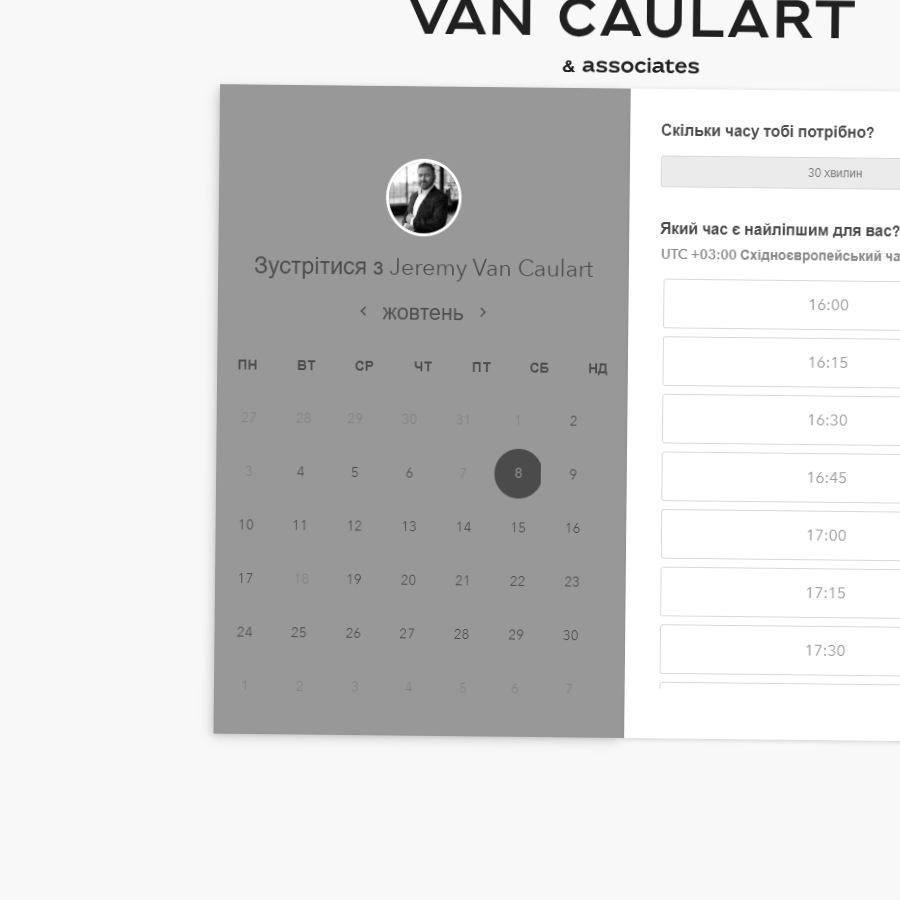 VAN CAULART
& associates
Зустрітися з Jeremy Van Caulart
‹ жовтень ›
ПН ВТ СР ЧТ ПТ СБ НД
27 28 29 30 31 1 2
3 4 5 6 7 8 9
10 11 12 13 14 15 16
17 18 19 20 21 22 23
24 25 26 27 28 29 30
1 2 3 4 5 6 7
Скільки часу тобі потрібно?
30 хвилин
Який час є найліпшим для вас?
UTC +03:00 Східноєвропейський ча
16:00
16:15
16:30
16:45
17:00
17:15
17:30